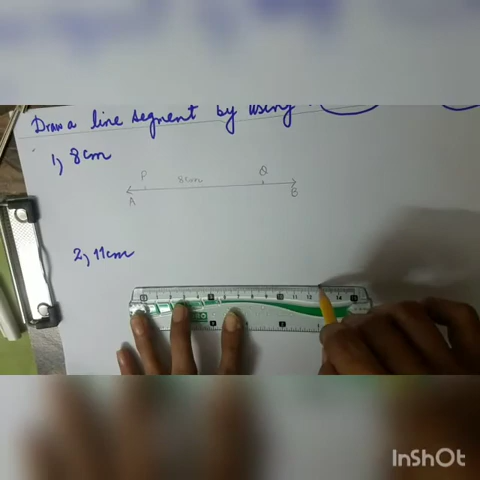 Draw a line segment by using
1) 8cm
P 8cm Q
A B
2) 11cm
InShOt